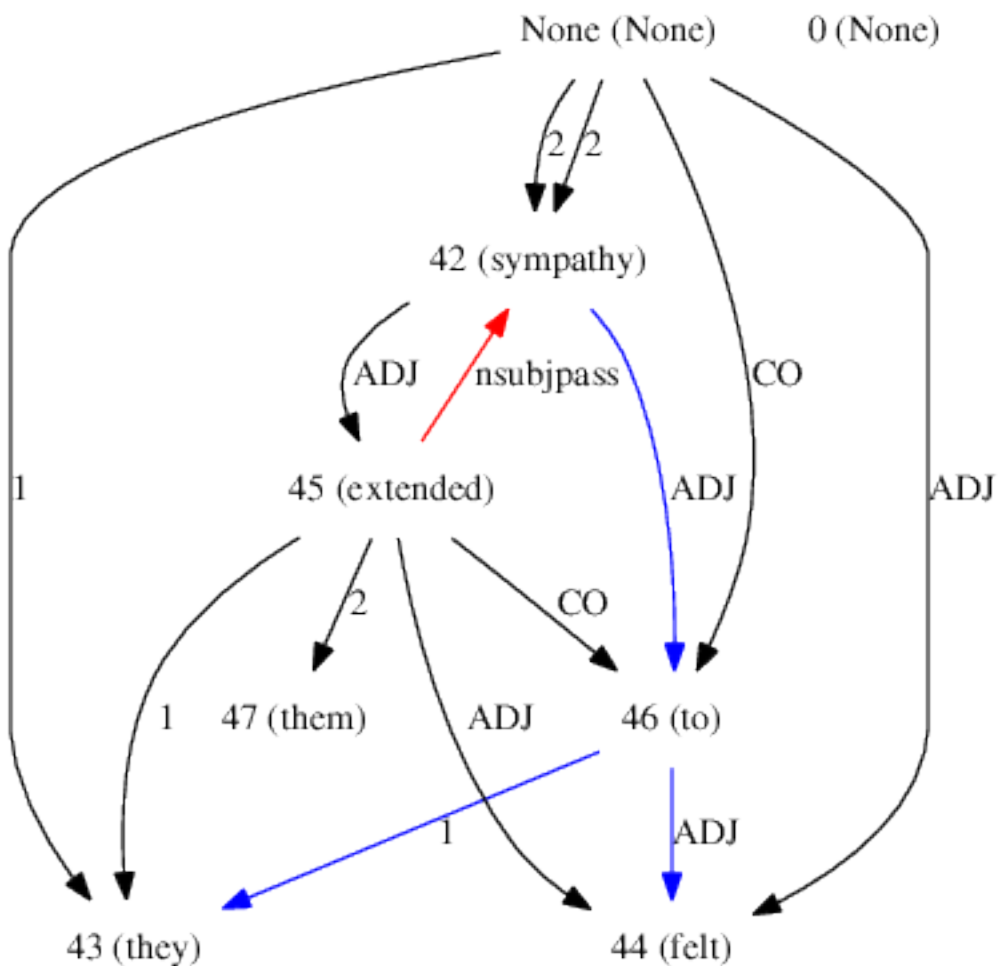 None (None) 0 (None)
2 2
42 (sympathy)
ADJ nsubjpass CO
1 45 (extended) ADJ ADJ
2 CO
1 47 (them) ADJ 46 (to)
1 ADJ
43 (they) 44 (felt)